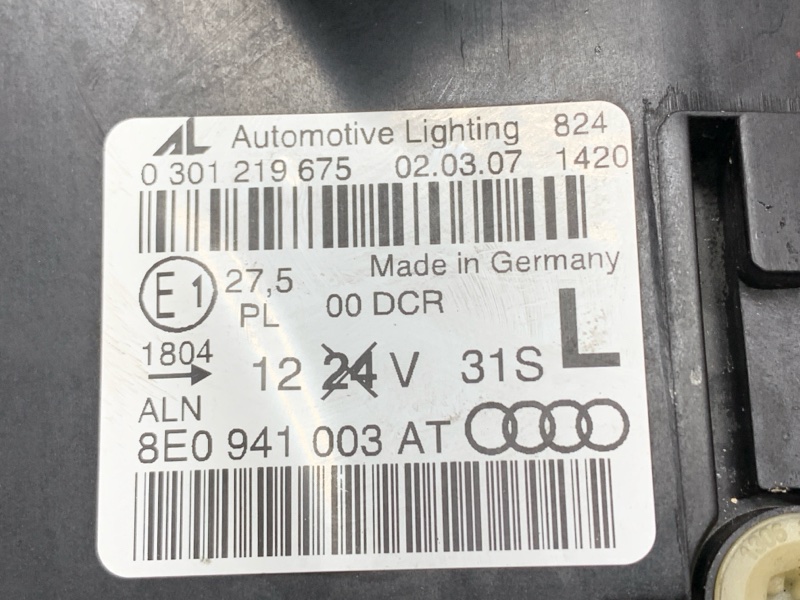 AL Automotive Lighting 824
0 301 219 675 02.03.07 1420
Made in Germany
E1 27,5
PL 00 DCR
L
1804
12 24 V 31S
ALN
8E0 941 003 AT